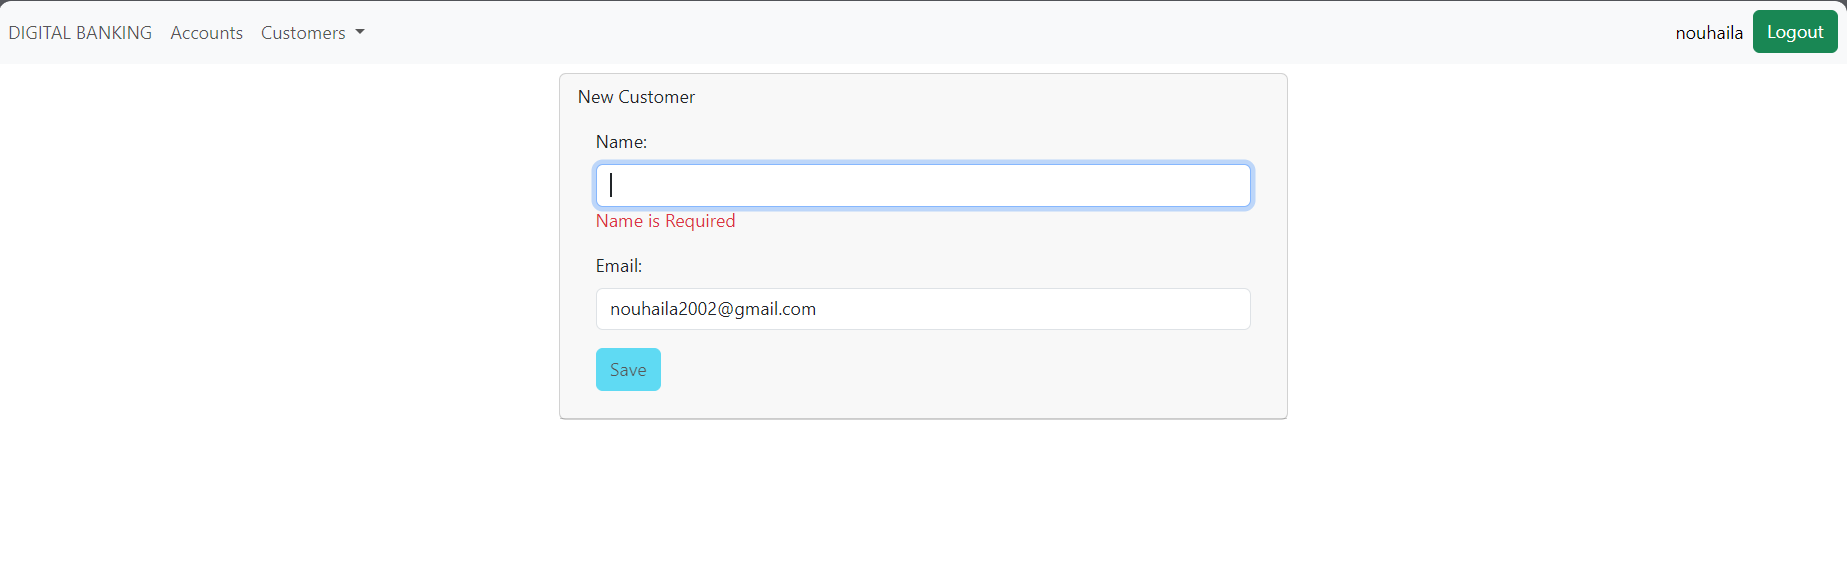 DIGITAL BANKING Accounts Customers nouhaila Logout
New Customer
Name:
Name is Required
Email:
nouhaila2002@gmail.com
Save